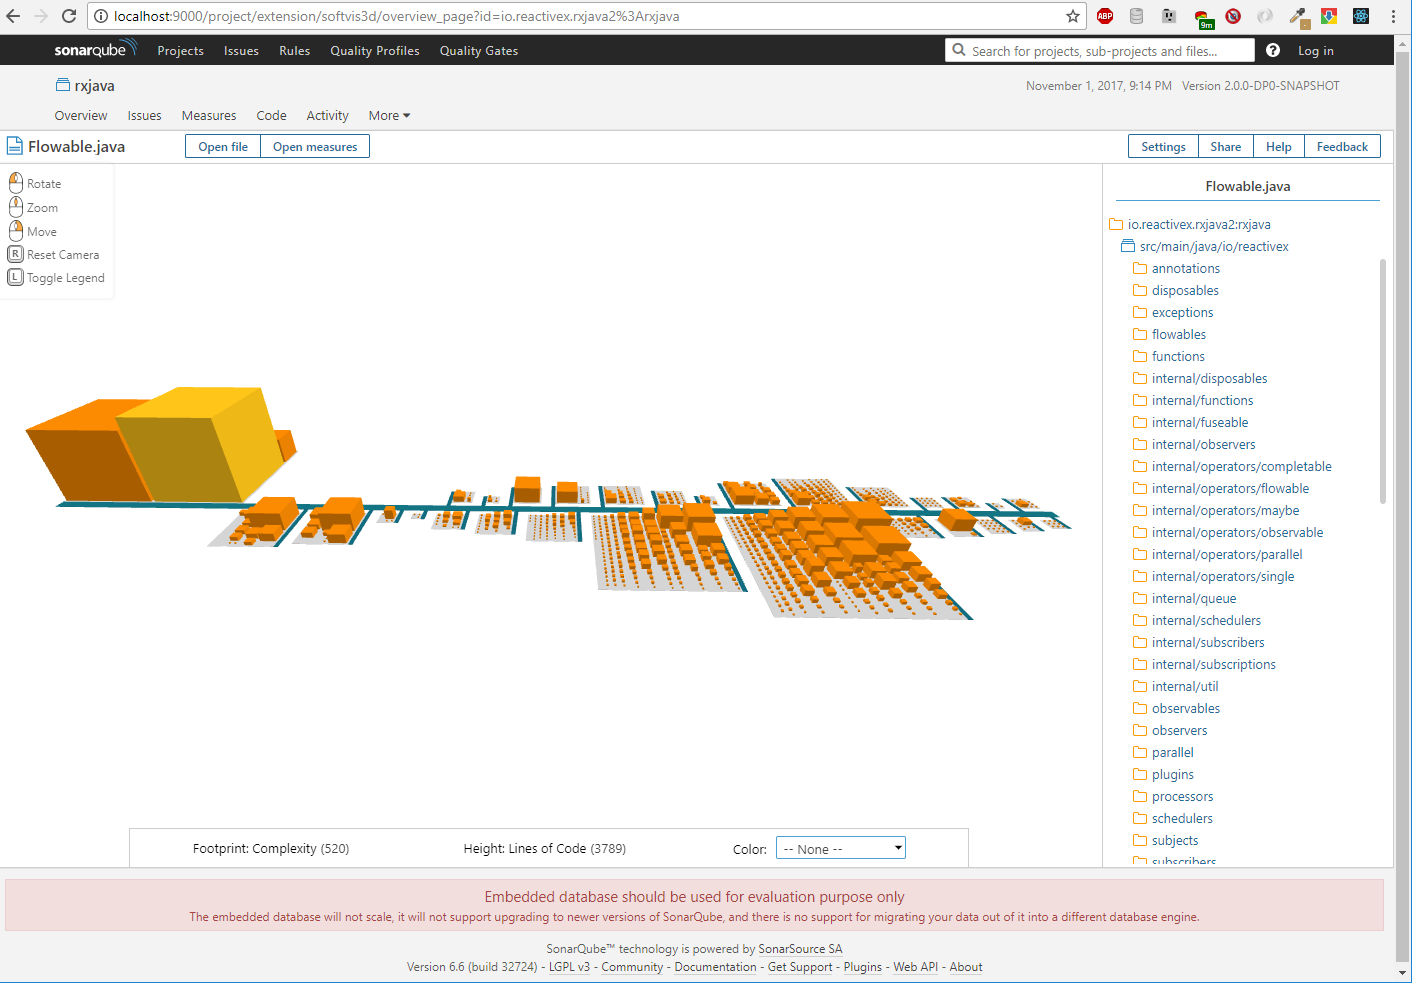 localhost:9000/project/extension/softvis3d/overview_page?id=io.reactivex.rxjava2%3Arxjava
ABP
9m
sonarqube Projects Issues Rules Quality Profiles Quality Gates Search for projects, sub-projects and files... Log in
rxjava November 1, 2017, 9:14 PM Version 2.0.0-DP0-SNAPSHOT
Overview Issues Measures Code Activity More
Flowable.java Open file Open measures Settings Share Help Feedback
Rotate
Zoom
Move
R Reset Camera
L Toggle Legend
Flowable.java
io.reactivex.rxjava2:rxjava
src/main/java/io/reactivex
annotations
disposables
exceptions
flowables
functions
internal/disposables
internal/functions
internal/fuseable
internal/observers
internal/operators/completable
internal/operators/flowable
internal/operators/maybe
internal/operators/observable
internal/operators/parallel
internal/operators/single
internal/queue
internal/schedulers
internal/subscribers
internal/subscriptions
internal/util
observables
observers
parallel
plugins
processors
schedulers
subjects
subscribers
Footprint: Complexity (520) Height: Lines of Code (3789) Color: -- None --
Embedded database should be used for evaluation purpose only
The embedded database will not scale, it will not support upgrading to newer versions of SonarQube, and there is no support for migrating your data out of it into a different database engine.
SonarQube™ technology is powered by SonarSource SA
Version 6.6 (build 32724) - LGPL v3 - Community - Documentation - Get Support - Plugins - Web API - About